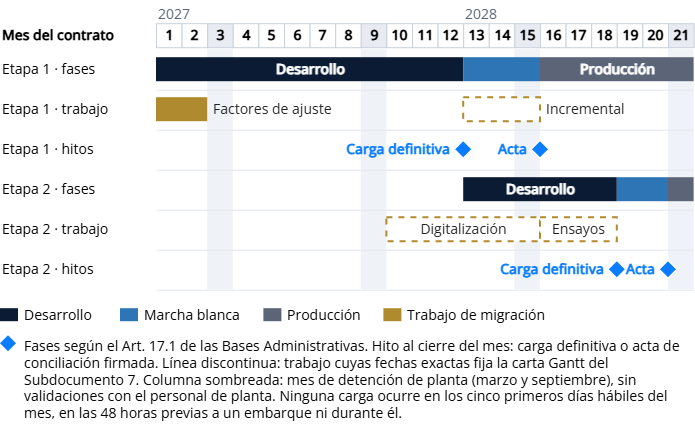 2027 2028
Mes del contrato 1 2 3 4 5 6 7 8 9 10 11 12 13 14 15 16 17 18 19 20 21
Etapa 1 · fases Desarrollo Producción
Etapa 1 · trabajo Factores de ajuste Incremental
Etapa 1 · hitos Carga definitiva Acta
Etapa 2 · fases Desarrollo
Etapa 2 · trabajo Digitalización Ensayos
Etapa 2 · hitos Carga definitiva Acta
Desarrollo Marcha blanca Producción Trabajo de migración
Fases según el Art. 17.1 de las Bases Administrativas. Hito al cierre del mes: carga definitiva o acta de
conciliación firmada. Línea discontinua: trabajo cuyas fechas exactas fija la carta Gantt del
Subdocumento 7. Columna sombreada: mes de detención de planta (marzo y septiembre), sin
validaciones con el personal de planta. Ninguna carga ocurre en los cinco primeros días hábiles del
mes, en las 48 horas previas a un embarque ni durante él.